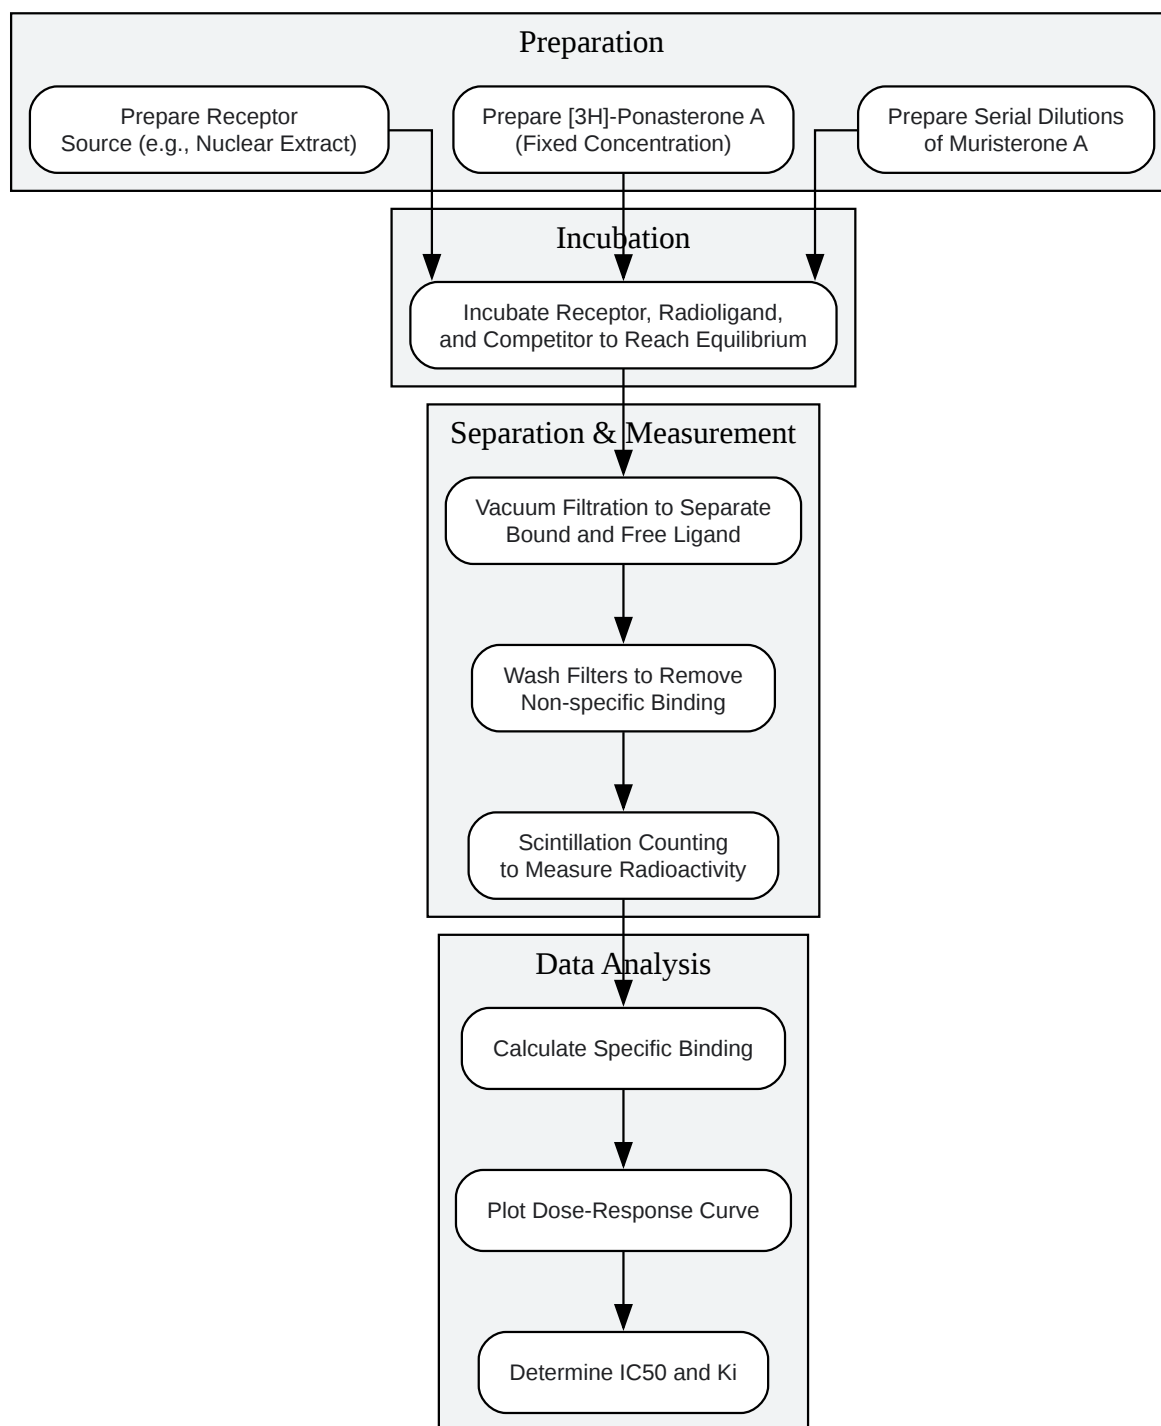 Preparation
Prepare Receptor
Source (e.g., Nuclear Extract)
Prepare [3H]-Ponasterone A
(Fixed Concentration)
Prepare Serial Dilutions
of Muristerone A
Incubation
Incubate Receptor, Radioligand,
and Competitor to Reach Equilibrium
Separation & Measurement
Vacuum Filtration to Separate
Bound and Free Ligand
Wash Filters to Remove
Non-specific Binding
Scintillation Counting
to Measure Radioactivity
Data Analysis
Calculate Specific Binding
Plot Dose-Response Curve
Determine IC50 and Ki